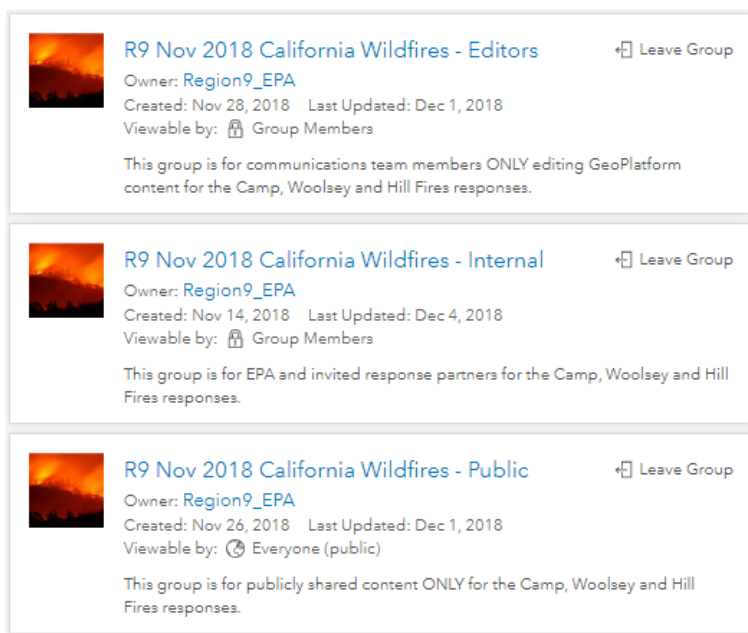 R9 Nov 2018 California Wildfires - Editors Leave Group
Owner: Region9_EPA
Created: Nov 28, 2018 Last Updated: Dec 1, 2018
Viewable by: Group Members
This group is for communications team members ONLY editing GeoPlatform
content for the Camp, Woolsey and Hill Fires responses.
R9 Nov 2018 California Wildfires - Internal Leave Group
Owner: Region9_EPA
Created: Nov 14, 2018 Last Updated: Dec 4, 2018
Viewable by: Group Members
This group is for EPA and invited response partners for the Camp, Woolsey and Hill
Fires responses.
R9 Nov 2018 California Wildfires - Public Leave Group
Owner: Region9_EPA
Created: Nov 26, 2018 Last Updated: Dec 1, 2018
Viewable by: Everyone (public)
This group is for publicly shared content ONLY for the Camp, Woolsey and Hill
Fires responses.